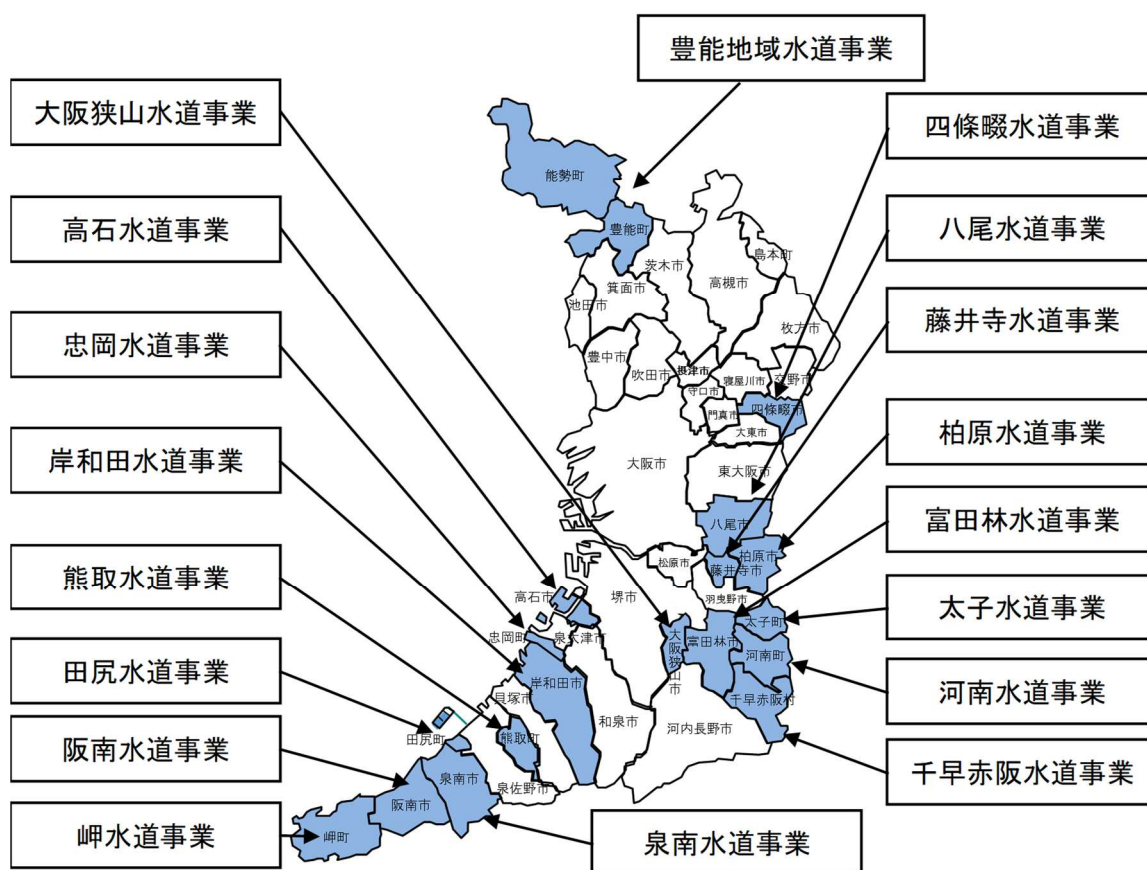 豊能地域水道事業
大阪狭山水道事業
高石水道事業
忠岡水道事業
岸和田水道事業
熊取水道事業
田尻水道事業
阪南水道事業
岬水道事業
四條畷水道事業
八尾水道事業
藤井寺水道事業
柏原水道事業
富田林水道事業
太子水道事業
河南水道事業
千早赤阪水道事業
泉南水道事業
能勢町
豊能町
島本町
茨木市
高槻市
箕面市
池田市
枚方市
豊中市
吹田市
摂津市
寝屋川市
交野市
守口市
門真市
四條畷市
大東市
大阪市
東大阪市
八尾市
松原市
柏原市
藤井寺市
羽曳野市
高石市
堺市
太子町
忠岡町
泉大津市
大阪狭山市
富田林市
河南町
岸和田市
千早赤阪村
貝塚市
和泉市
河内長野市
熊取町
田尻町
泉南市
泉佐野市
阪南市
岬町